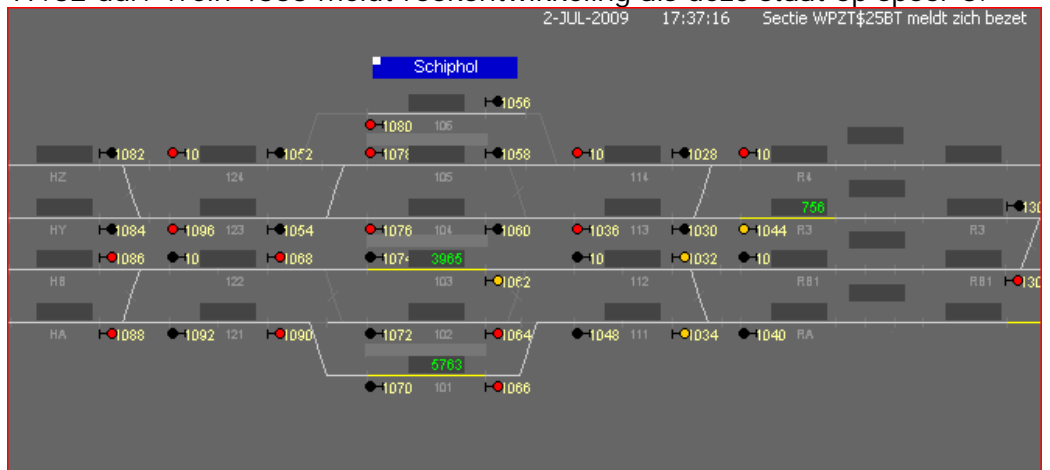 2-JUL-2009 17:37:16 Sectie WPZT$25BT meldt zich bezet
Schiphol
1056
1080 106
1082 10 1052 1078 1058 10 1028 10
HZ 124 105 114 R4
756
130
HY 1084 1096 123 1054 1076 104 1060 1036 113 1030 1044 R3 R3
1086 10 1068 1074 3965 10 1032 10
HB 122 103 1062 112 RB1 RB1 130
HA 1088 1092 121 1090 1072 102 1064 1048 111 1034 1040 RA
5763
1070 101 1066